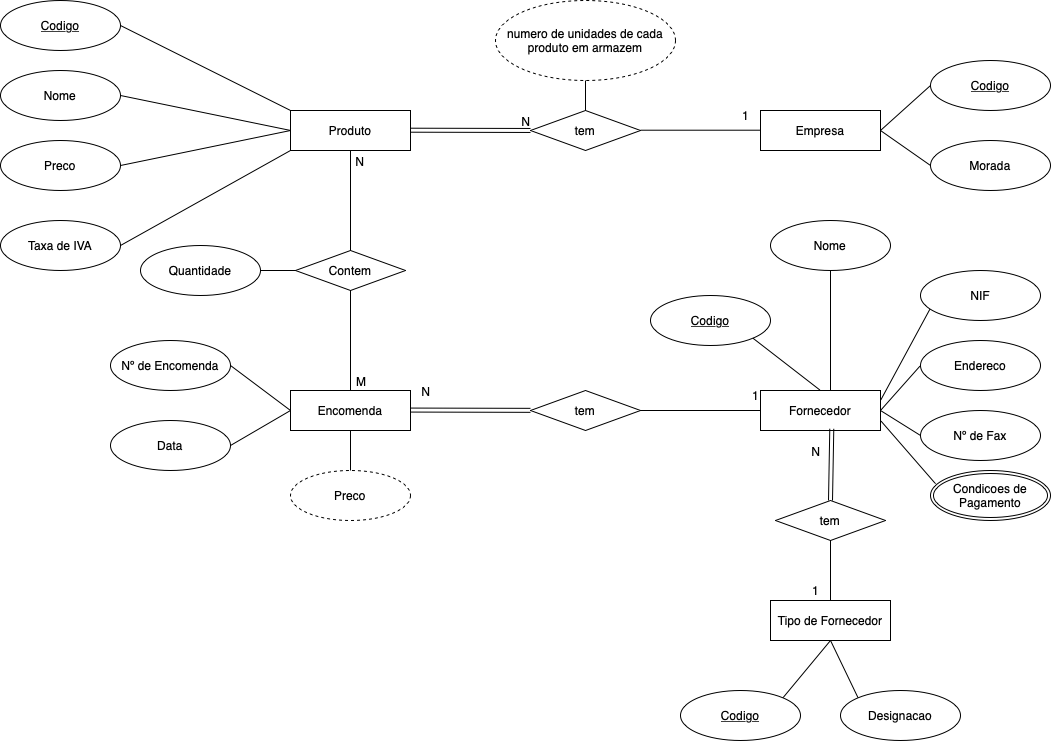 Codigo
numero de unidades de cada
produto em armazem
Nome
Codigo
Produto
N
tem
1
Empresa
N
Preco
Morada
Taxa de IVA
Quantidade
Contem
Nome
NIF
Codigo
Nº de Encomenda
Endereco
M
N
1
Encomenda
tem
Fornecedor
Data
Nº de Fax
N
Preco
Condicoes de
Pagamento
tem
1
Tipo de Fornecedor
Codigo
Designacao